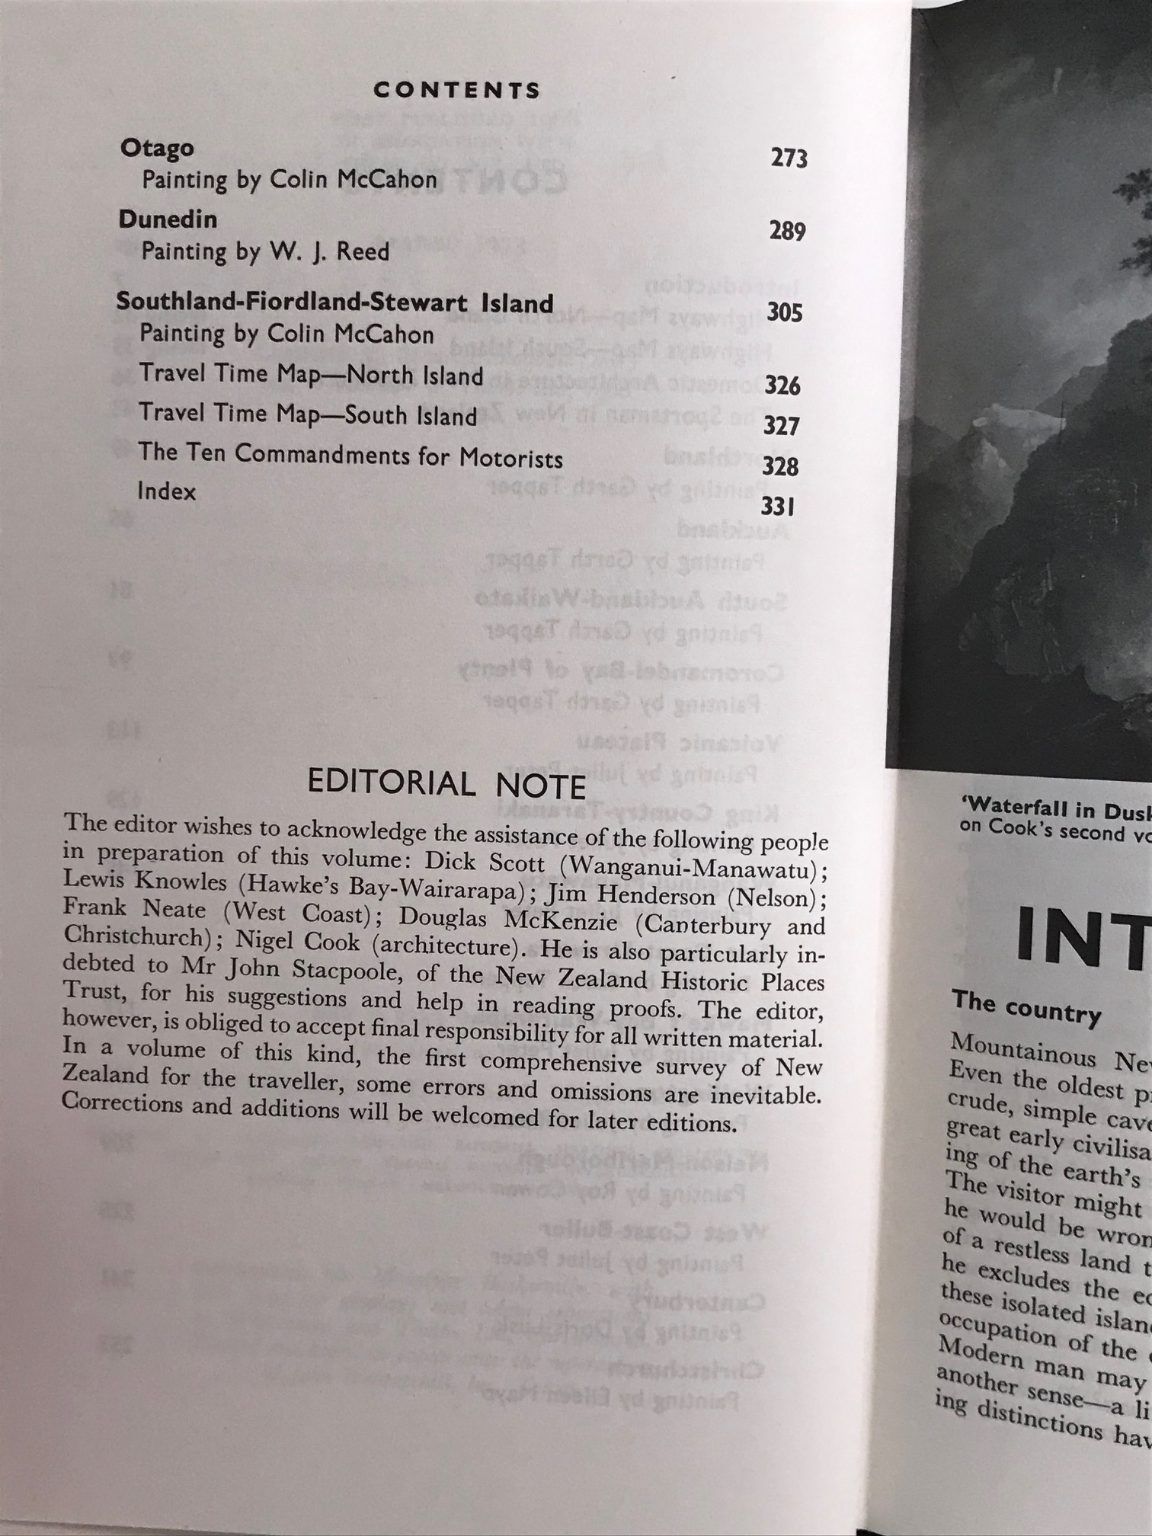 CONTENTS
Otago 273
Painting by Colin McCahon
Dunedin 289
Painting by W. J. Reed
Southland-Fiordland-Stewart Island 305
Painting by Colin McCahon
Travel Time Map—North Island 326
Travel Time Map—South Island 327
The Ten Commandments for Motorists 328
Index 331
EDITORIAL NOTE
The editor wishes to acknowledge the assistance of the following people
in preparation of this volume: Dick Scott (Wanganui-Manawatu);
Lewis Knowles (Hawke's Bay-Wairarapa); Jim Henderson (Nelson);
Frank Neate (West Coast); Douglas McKenzie (Canterbury and
Christchurch); Nigel Cook (architecture). He is also particularly in-
debted to Mr John Stacpoole, of the New Zealand Historic Places
Trust, for his suggestions and help in reading proofs. The editor,
however, is obliged to accept final responsibility for all written material.
In a volume of this kind, the first comprehensive survey of New
Zealand for the traveller, some errors and omissions are inevitable.
Corrections and additions will be welcomed for later editions.
'Waterfall in Dusk
on Cook's second vo
INT
The country
Mountainous Ne
Even the oldest p
crude, simple cave
great early civilisa
ing of the earth's
The visitor might
he would be wron
of a restless land t
he excludes the e
these isolated islan
occupation of the
Modern man may
another sense—a li
ing distinctions hav